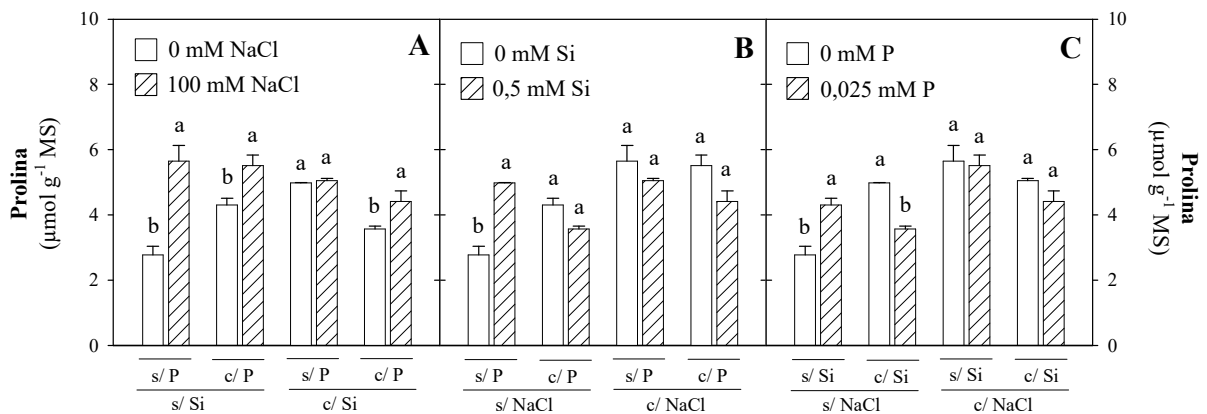 Prolina
(µmol g⁻¹ MS)
10
8
6
4
2
0
A
0 mM NaCl
100 mM NaCl
b a b a a a b a
s/ P c/ P s/ P c/ P
s/ Si c/ Si
B
0 mM Si
0,5 mM Si
b a a a a a a a
s/ P c/ P s/ P c/ P
s/ NaCl c/ NaCl
C
0 mM P
0,025 mM P
b a a b a a a a
s/ Si c/ Si s/ Si c/ Si
s/ NaCl c/ NaCl
10
8
6
4
2
0
Prolina
(µmol g⁻¹ MS)